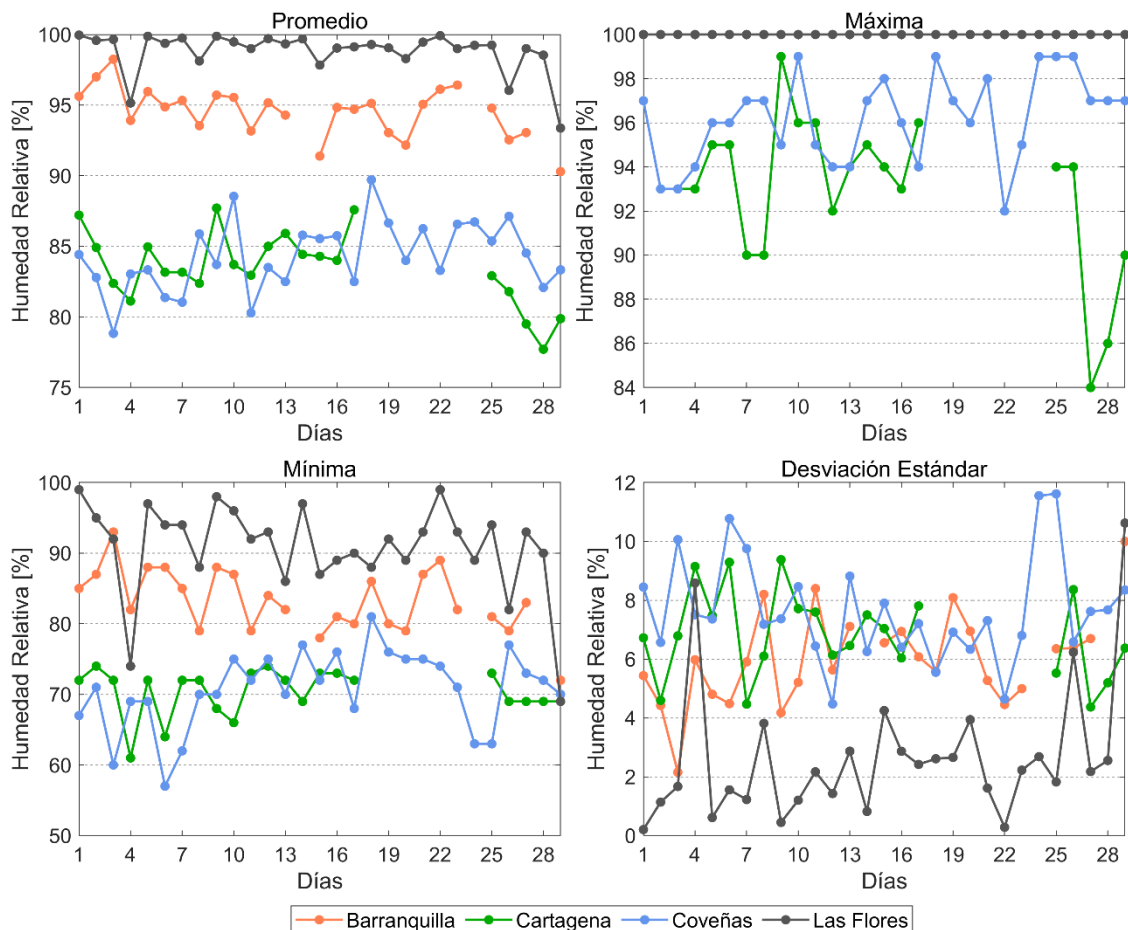 Promedio
Humedad Relativa [%]
100
95
90
85
80
75
1 4 7 10 13 16 19 22 25 28
Días
Máxima
Humedad Relativa [%]
100
98
96
94
92
90
88
86
84
1 4 7 10 13 16 19 22 25 28
Días
Mínima
Humedad Relativa [%]
100
90
80
70
60
50
1 4 7 10 13 16 19 22 25 28
Días
Desviación Estándar
Humedad Relativa [%]
12
10
8
6
4
2
0
1 4 7 10 13 16 19 22 25 28
Días
Barranquilla Cartagena Coveñas Las Flores